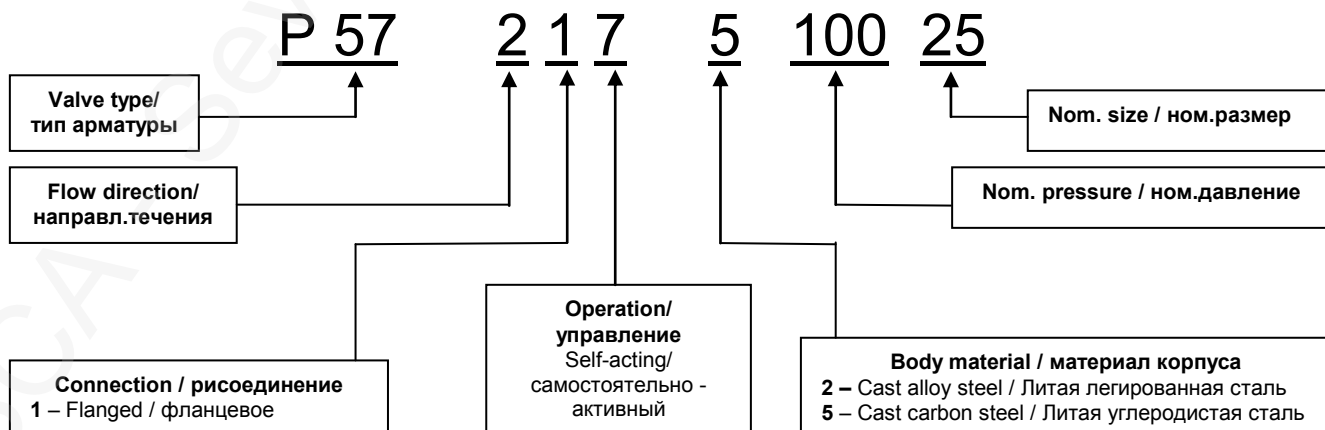 P 57 2 1 7 5 100 25
Valve type/
тип арматуры
Nom. size / ном.размер
Flow direction/
направл.течения
Nom. pressure / ном.давление
Connection / рисоединение
1 – Flanged / фланцевое
Operation/
управление
Self-acting/
самостоятельно -
активный
Body material / материал корпуса
2 – Cast alloy steel / Литая легированная сталь
5 – Cast carbon steel / Литая углеродистая сталь